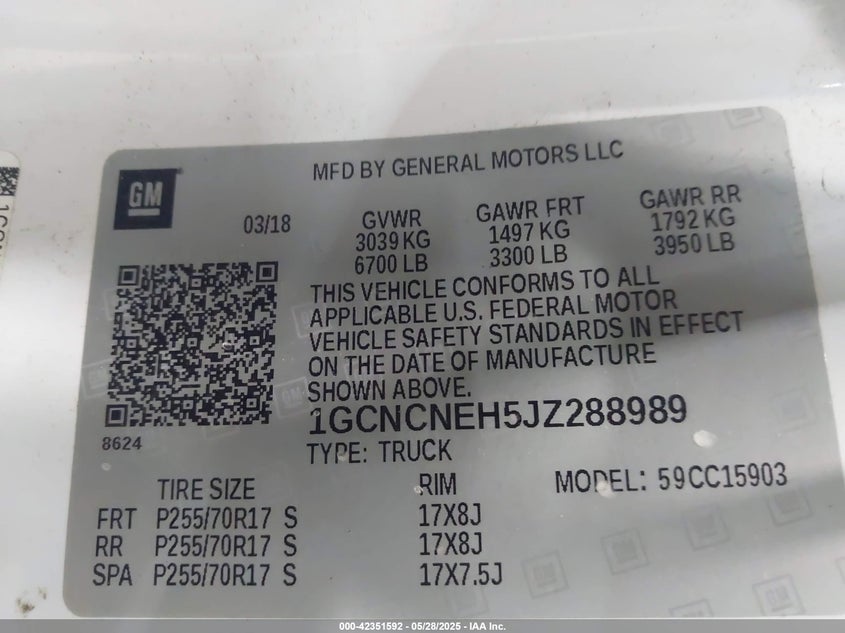 GM
MFD BY GENERAL MOTORS LLC
03/18
GVWR
3039 KG
6700 LB
GAWR FRT
1497 KG
3300 LB
GAWR RR
1792 KG
3950 LB
THIS VEHICLE CONFORMS TO ALL
APPLICABLE U.S. FEDERAL MOTOR
VEHICLE SAFETY STANDARDS IN EFFECT
ON THE DATE OF MANUFACTURE
SHOWN ABOVE.
8624
1GCNCNEH5JZ288989
TYPE: TRUCK
TIRE SIZE RIM MODEL: 59CC15903
FRT P255/70R17 S 17X8J
RR P255/70R17 S 17X8J
SPA P255/70R17 S 17X7.5J
000-42351592 - 05/28/2025 - IAA Inc.